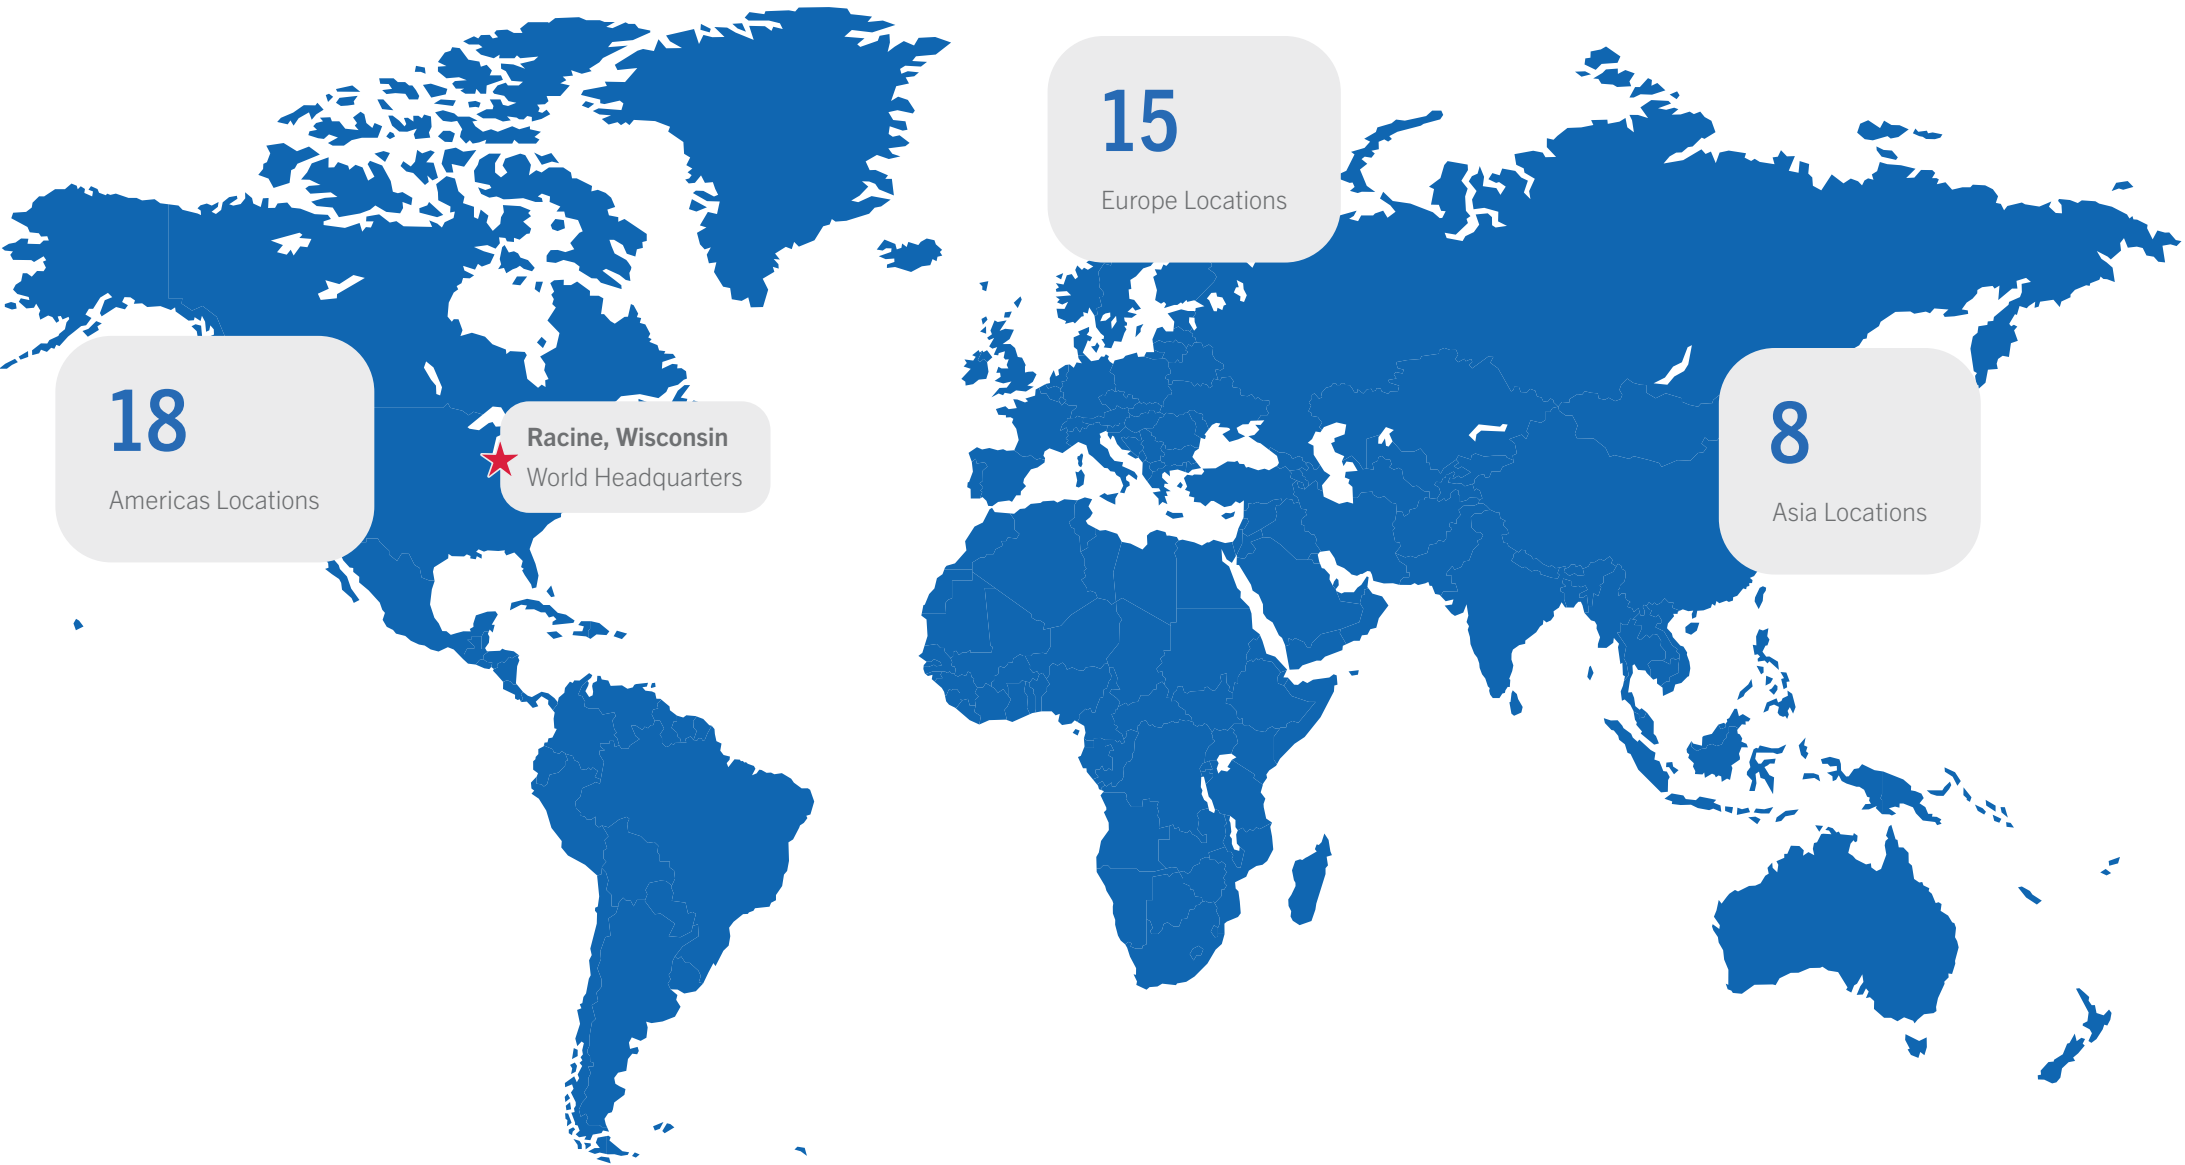 15
Europe Locations
18
Americas Locations
Racine, Wisconsin
World Headquarters
8
Asia Locations